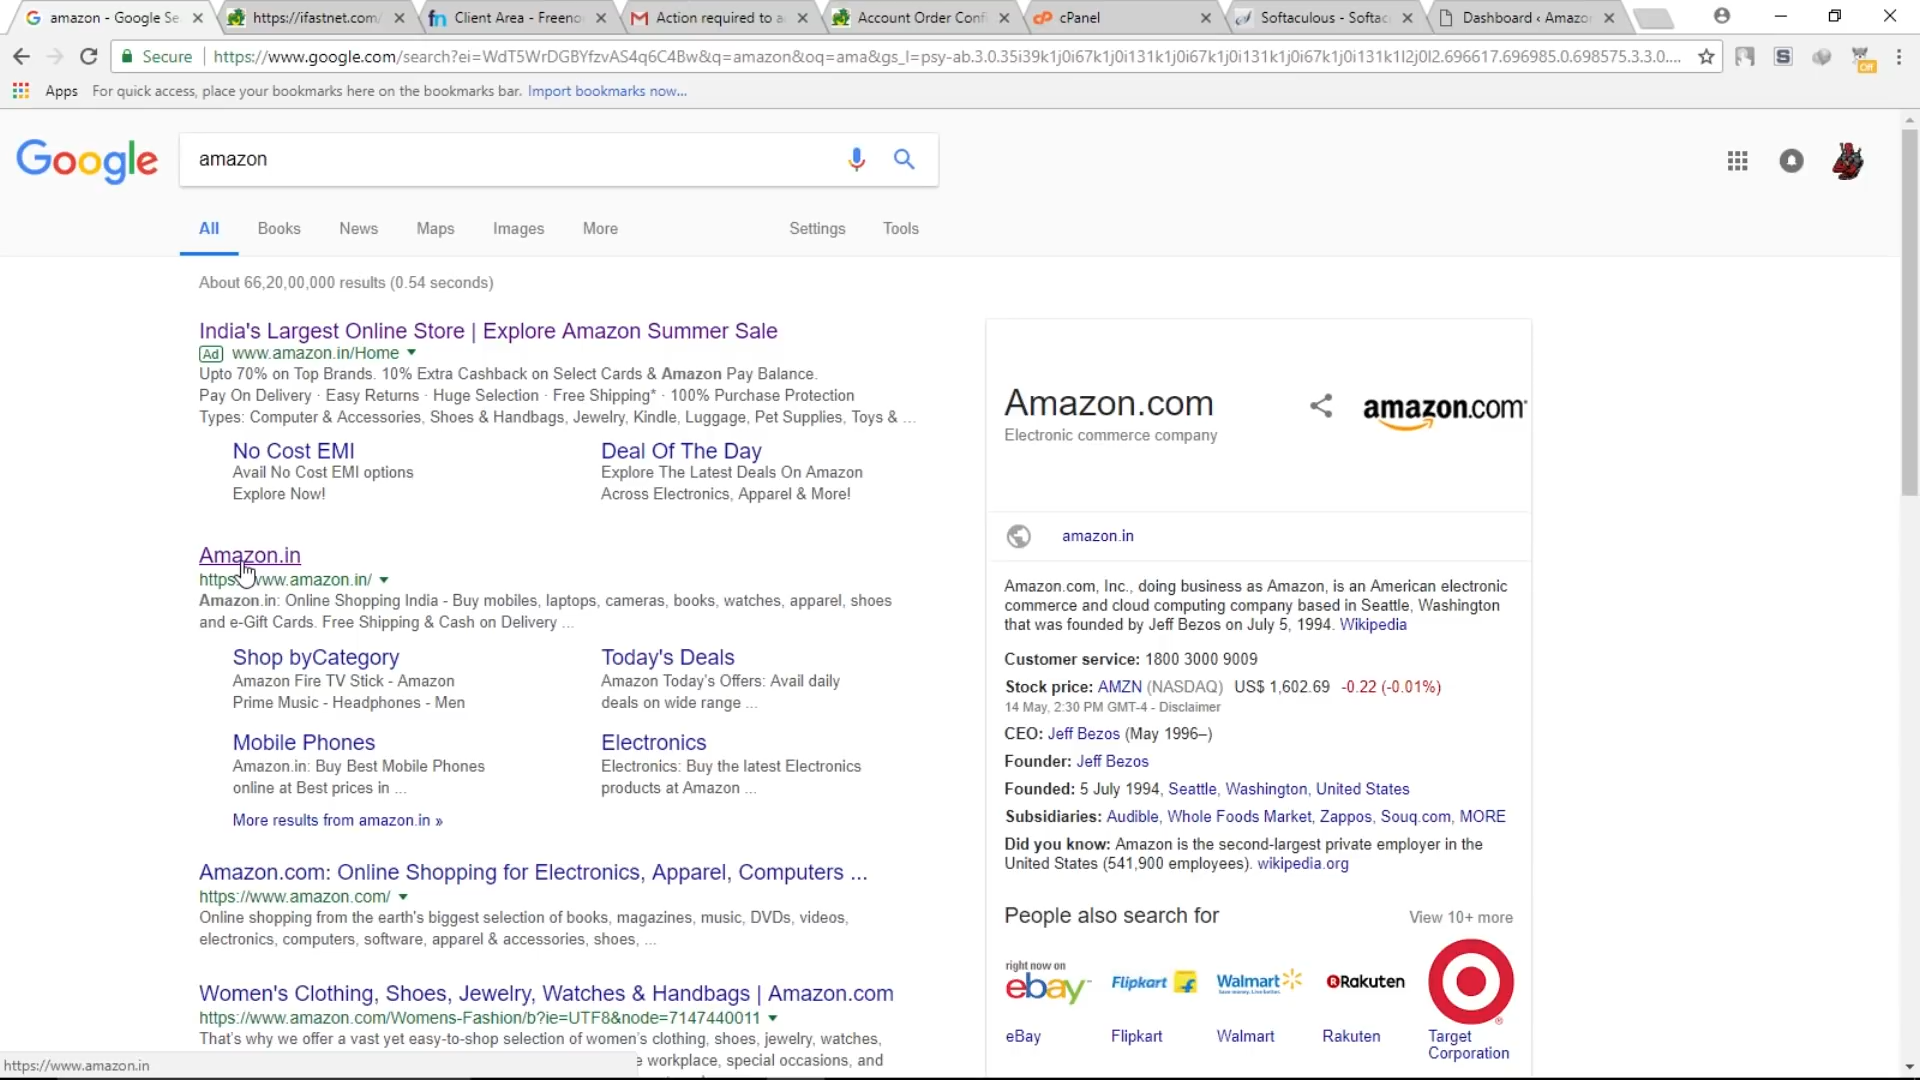 amazon - Google Se
https://ifastnet.com/
Client Area - Freeno
Action required to a
Account Order Conf
cPanel
Softaculous - Softac
Dashboard ‹ Amazo
Secure
https://www.google.com/search?ei=WdT5WrDGBYfzvAS4q6C4Bw&q=amazon&oq=ama&gs_l=psy-ab.3.0.35i39k1j0i67k1j0i131k1j0i67k1j0i131k1j0i67k1j0i131k1l2j0l2.696617.696985.0.698575.3.3.0....
Off
Apps
For quick access, place your bookmarks here on the bookmarks bar. Import bookmarks now...
Google
amazon
All
Books
News
Maps
Images
More
Settings
Tools
About 66,20,00,000 results (0.54 seconds)
India's Largest Online Store | Explore Amazon Summer Sale
Ad www.amazon.in/Home
Upto 70% on Top Brands. 10% Extra Cashback on Select Cards & Amazon Pay Balance.
Pay On Delivery · Easy Returns · Huge Selection · Free Shipping* · 100% Purchase Protection
Types: Computer & Accessories, Shoes & Handbags, Jewelry, Kindle, Luggage, Pet Supplies, Toys & ...
No Cost EMI
Avail No Cost EMI options
Explore Now!
Deal Of The Day
Explore The Latest Deals On Amazon
Across Electronics, Apparel & More!
Amazon.in
https://www.amazon.in/
Amazon.in: Online Shopping India - Buy mobiles, laptops, cameras, books, watches, apparel, shoes
and e-Gift Cards. Free Shipping & Cash on Delivery ...
Shop byCategory
Amazon Fire TV Stick - Amazon
Prime Music - Headphones - Men
Today's Deals
Amazon Today's Offers: Avail daily
deals on wide range ...
Mobile Phones
Amazon.in: Buy Best Mobile Phones
online at Best prices in ...
Electronics
Electronics: Buy the latest Electronics
products at Amazon ...
More results from amazon.in »
Amazon.com: Online Shopping for Electronics, Apparel, Computers ...
https://www.amazon.com/
Online shopping from the earth's biggest selection of books, magazines, music, DVDs, videos,
electronics, computers, software, apparel & accessories, shoes, ...
Women's Clothing, Shoes, Jewelry, Watches & Handbags | Amazon.com
https://www.amazon.com/Womens-Fashion/b?ie=UTF8&node=7147440011
That's why we offer a vast yet easy-to-shop selection of women's clothing, shoes, jewelry, watches,
e workplace, special occasions, and
https://www.amazon.in
Amazon.com
Electronic commerce company
amazon.com
amazon.in
Amazon.com, Inc., doing business as Amazon, is an American electronic
commerce and cloud computing company based in Seattle, Washington
that was founded by Jeff Bezos on July 5, 1994. Wikipedia
Customer service: 1800 3000 9009
Stock price: AMZN (NASDAQ) US$ 1,602.69 -0.22 (-0.01%)
14 May, 2:30 PM GMT-4 - Disclaimer
CEO: Jeff Bezos (May 1996–)
Founder: Jeff Bezos
Founded: 5 July 1994, Seattle, Washington, United States
Subsidiaries: Audible, Whole Foods Market, Zappos, Souq.com, MORE
Did you know: Amazon is the second-largest private employer in the
United States (541,900 employees). wikipedia.org
People also search for
View 10+ more
right now on
ebay
Flipkart
Walmart
Save money. Live better.
Rakuten
eBay
Flipkart
Walmart
Rakuten
Target
Corporation